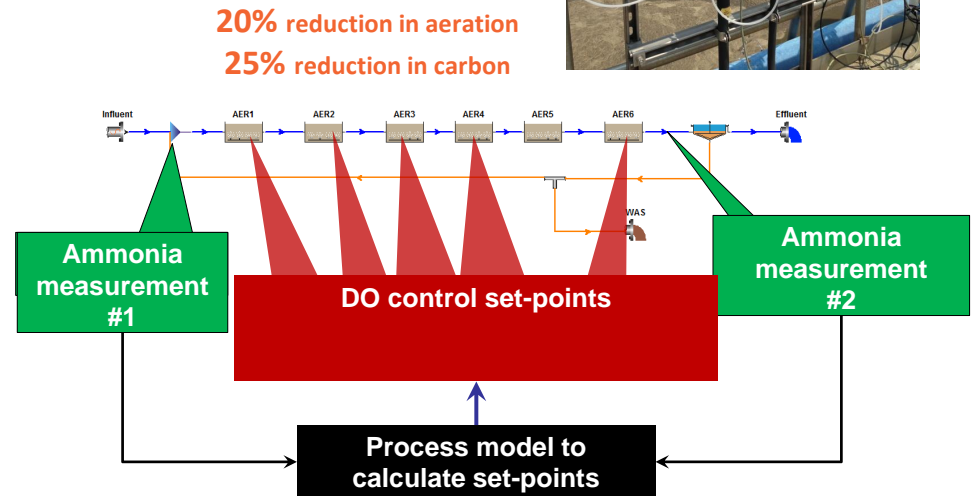 20% reduction in aeration
25% reduction in carbon
Influent
AER1
AER2
AER3
AER4
AER5
AER6
Effluent
WAS
Ammonia
measurement
#1
DO control set-points
Ammonia
measurement
#2
Process model to
calculate set-points